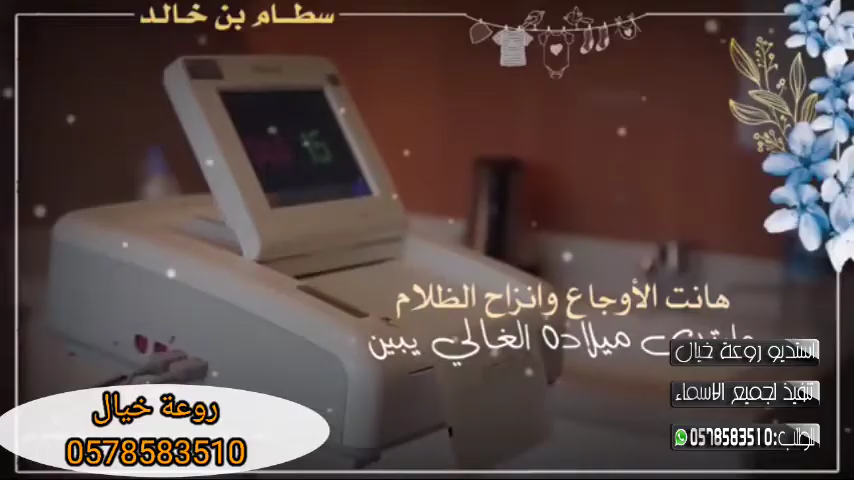 سطام بن خالد
15
هانت الأوجاع وانزاح الظلام
ميلاده الغالي يبين
استديو روعة خيال
تنفيذ لجميع الاسماء
للطلب:0578583510
روعة خيال
0578583510